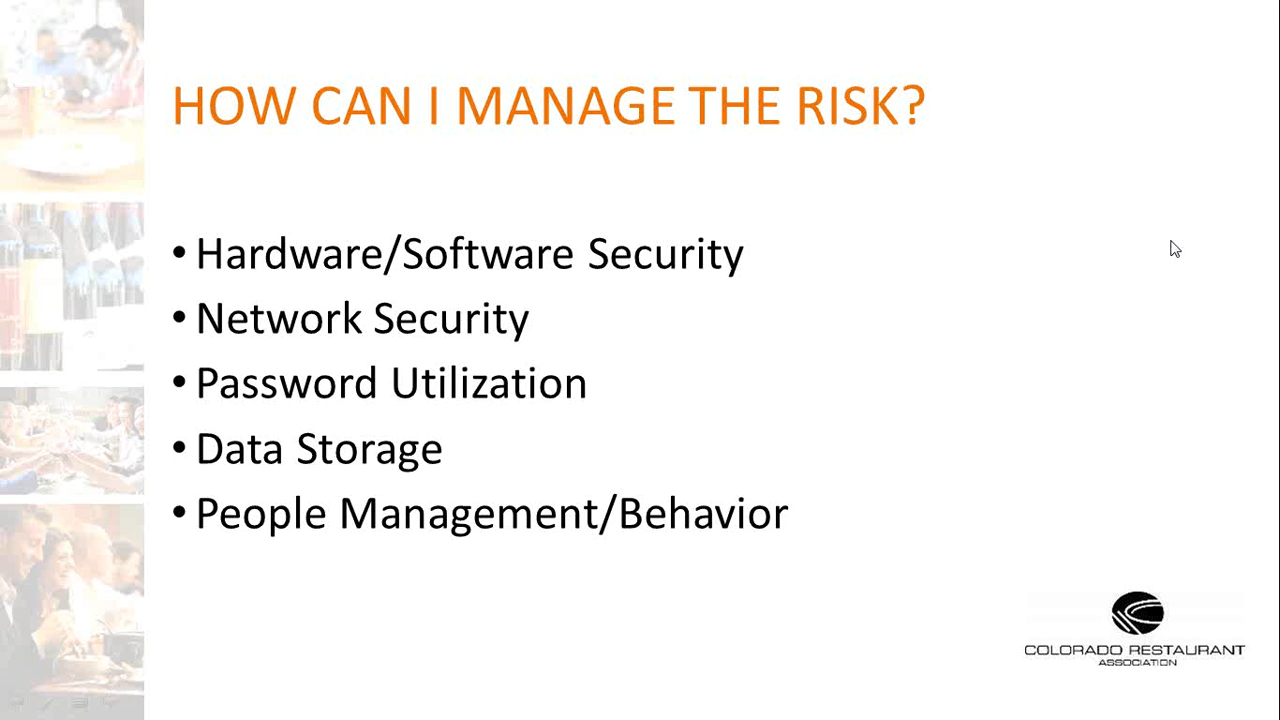 HOW CAN I MANAGE THE RISK?
• Hardware/Software Security
• Network Security
• Password Utilization
• Data Storage
• People Management/Behavior
COLORADO RESTAURANT
ASSOCIATION